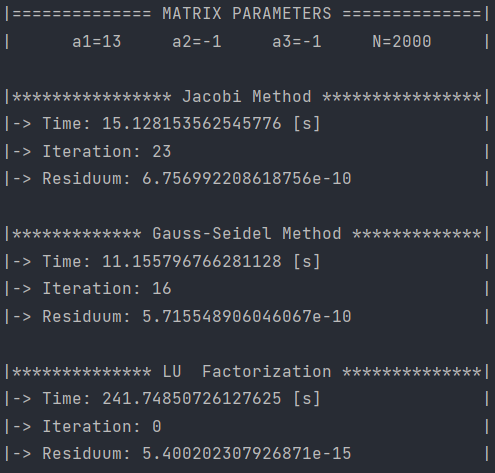 |============== MATRIX PARAMETERS ==============|
|      a1=13     a2=-1     a3=-1     N=2000     |
|**************** Jacobi Method ****************|
|-> Time: 15.128153562545776 [s]                |
|-> Iteration: 23                               |
|-> Residuum: 6.756992208618756e-10             |
|************* Gauss-Seidel Method *************|
|-> Time: 11.155796766281128 [s]                |
|-> Iteration: 16                               |
|-> Residuum: 5.715548906046067e-10             |
|************** LU  Factorization **************|
|-> Time: 241.74850726127625 [s]                |
|-> Iteration: 0                                |
|-> Residuum: 5.400202307926871e-15             |